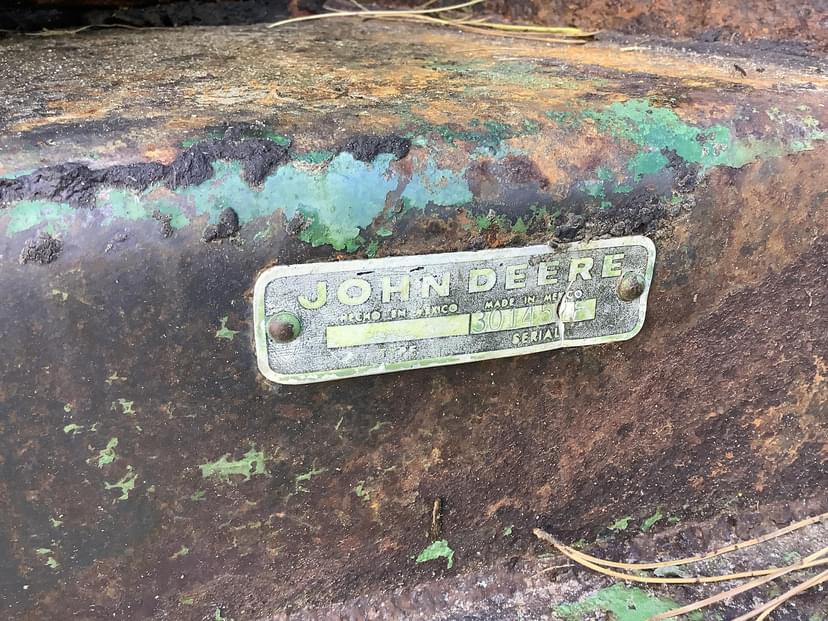 JOHN DEERE
HECHO EN MEXICO MADE IN MEXICO
SERIAL